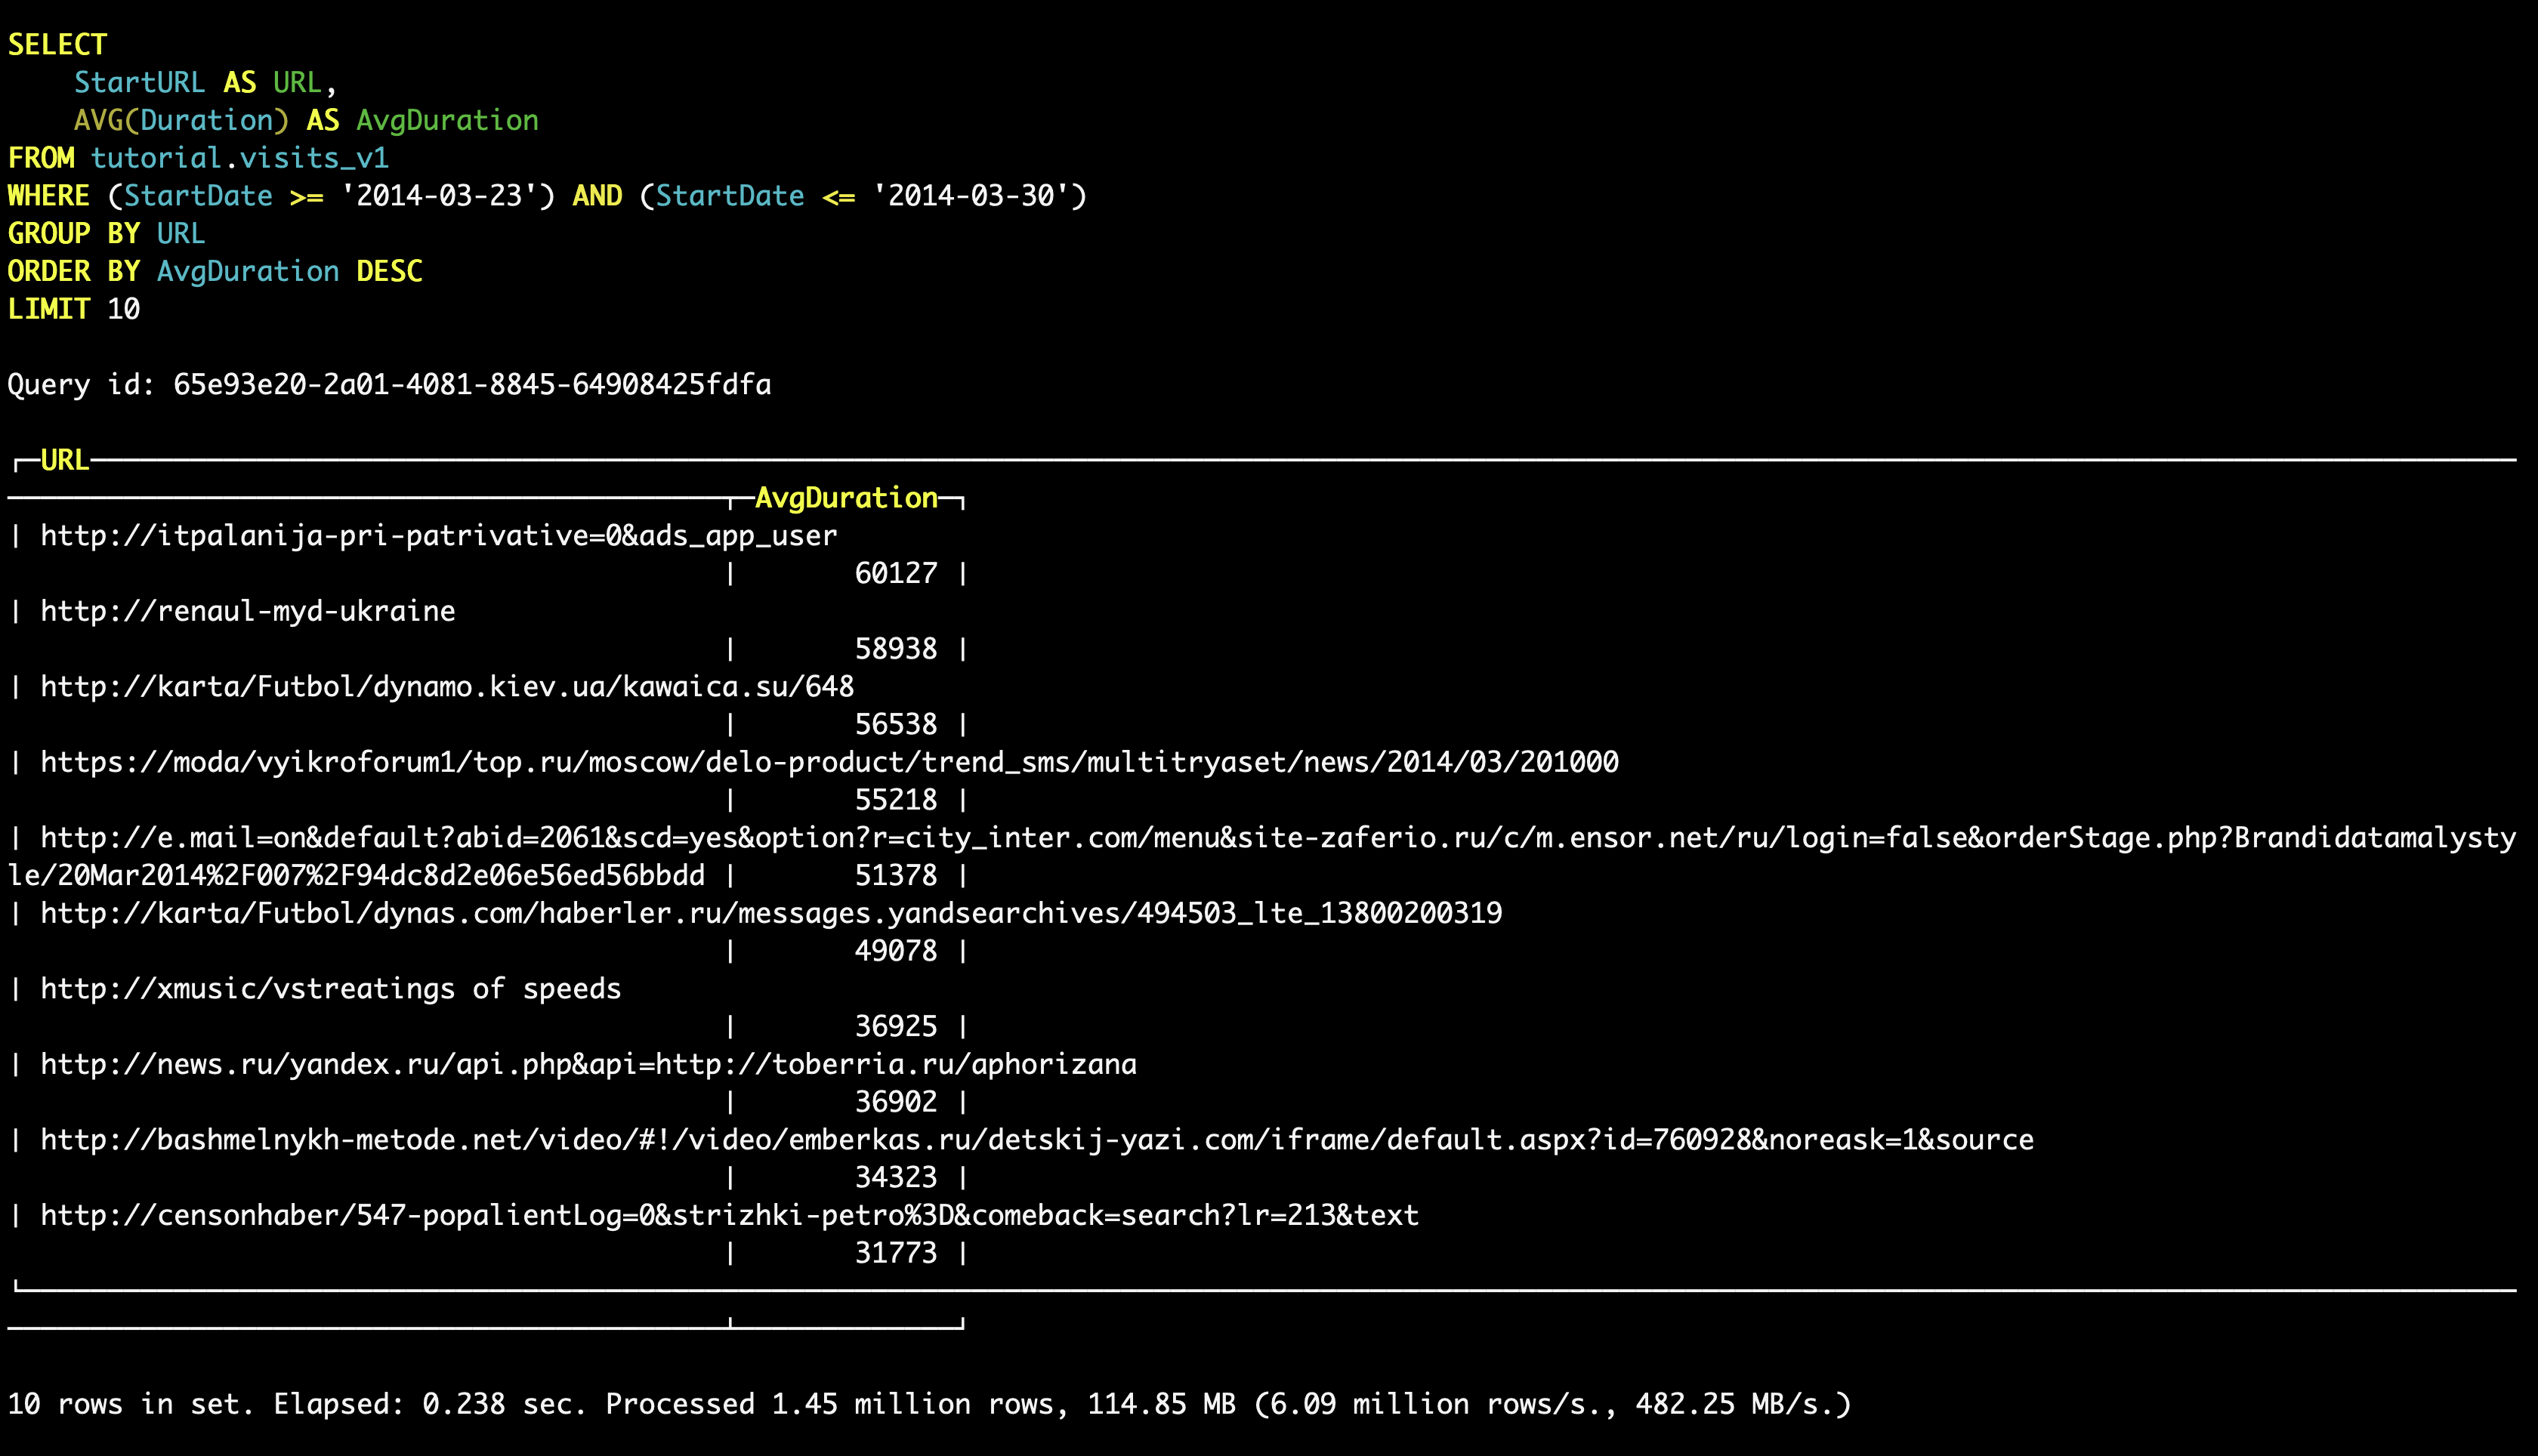 SELECT
    StartURL AS URL,
    AVG(Duration) AS AvgDuration
FROM tutorial.visits_v1
WHERE (StartDate >= '2014-03-23') AND (StartDate <= '2014-03-30')
GROUP BY URL
ORDER BY AvgDuration DESC
LIMIT 10
Query id: 65e93e20-2a01-4081-8845-64908425fdfa
URL
AvgDuration
| http://itpalanija-pri-patrivative=0&ads_app_user
| 60127 |
| http://renaul-myd-ukraine
| 58938 |
| http://karta/Futbol/dynamo.kiev.ua/kawaica.su/648
| 56538 |
| https://moda/vyikroforum1/top.ru/moscow/delo-product/trend_sms/multitryaset/news/2014/03/201000
| 55218 |
| http://e.mail=on&default?abid=2061&scd=yes&option?r=city_inter.com/menu&site-zaferio.ru/c/m.ensor.net/ru/login=false&orderStage.php?Brandidatamalysty
le/20Mar2014%2F007%2F94dc8d2e06e56ed56bbdd | 51378 |
| http://karta/Futbol/dynas.com/haberler.ru/messages.yandsearchives/494503_lte_13800200319
| 49078 |
| http://xmusic/vstreatings of speeds
| 36925 |
| http://news.ru/yandex.ru/api.php&api=http://toberria.ru/aphorizana
| 36902 |
| http://bashmelnykh-metode.net/video/#!/video/emberkas.ru/detskij-yazi.com/iframe/default.aspx?id=760928&noreask=1&source
| 34323 |
| http://censonhaber/547-popalientLog=0&strizhki-petro%3D&comeback=search?lr=213&text
| 31773 |
10 rows in set. Elapsed: 0.238 sec. Processed 1.45 million rows, 114.85 MB (6.09 million rows/s., 482.25 MB/s.)